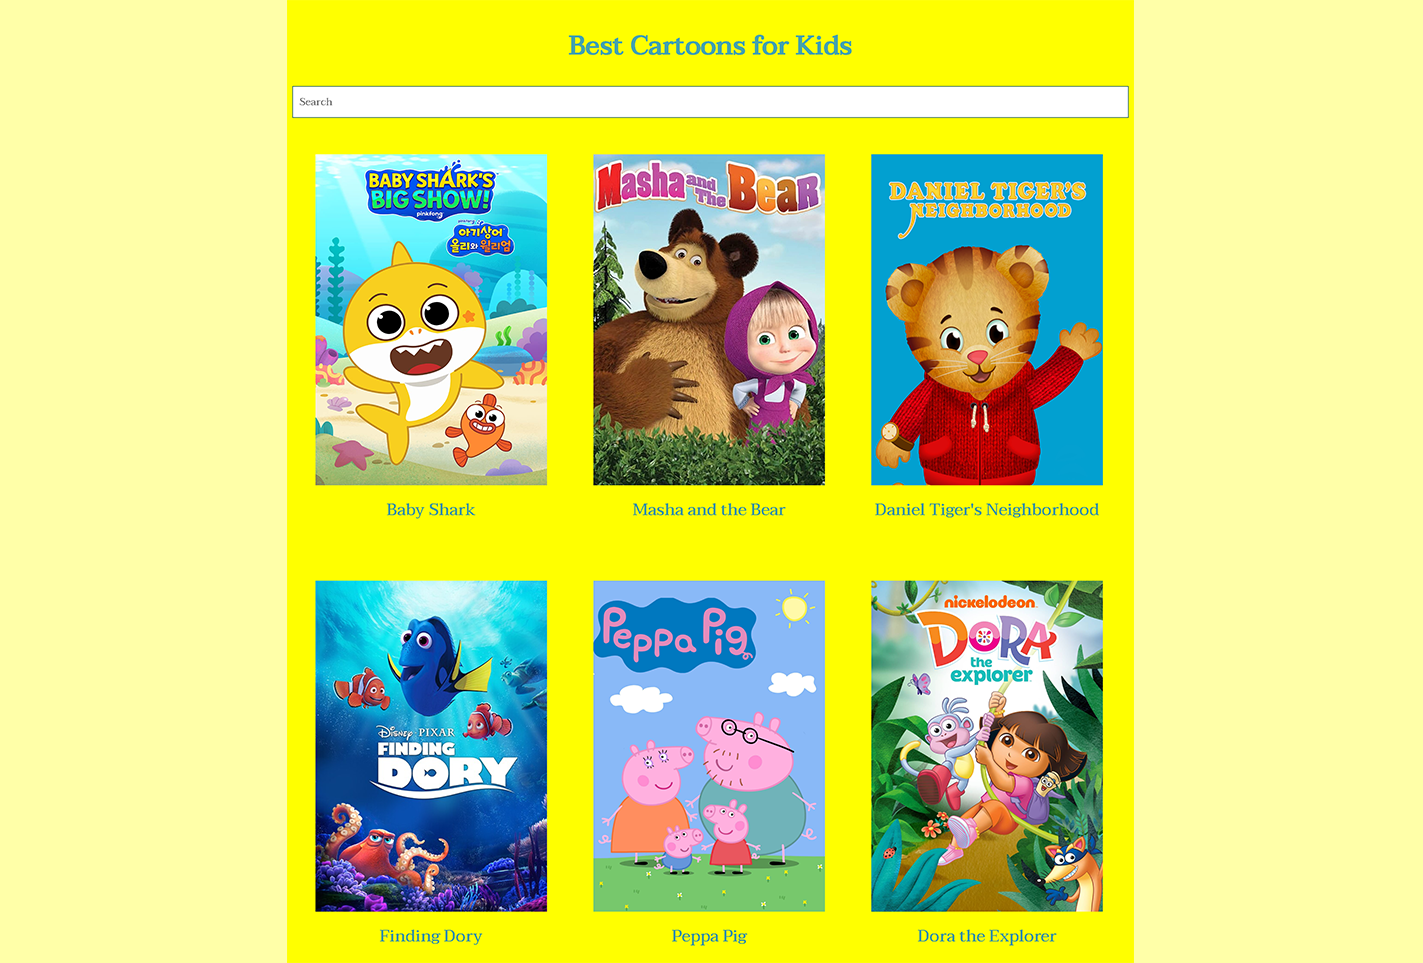 Best Cartoons for Kids
Search
BABY SHARK'S
BIG SHOW!
pinkfong
아기상어
올리와 윌리엄
Masha and The Bear
DANIEL TIGER'S
NEIGHBORHOOD
Baby Shark
Masha and the Bear
Daniel Tiger's Neighborhood
Disney · PIXAR
FINDING
DORY
Peppa Pig
nickelodeon
DORA
the
explorer
Finding Dory
Peppa Pig
Dora the Explorer